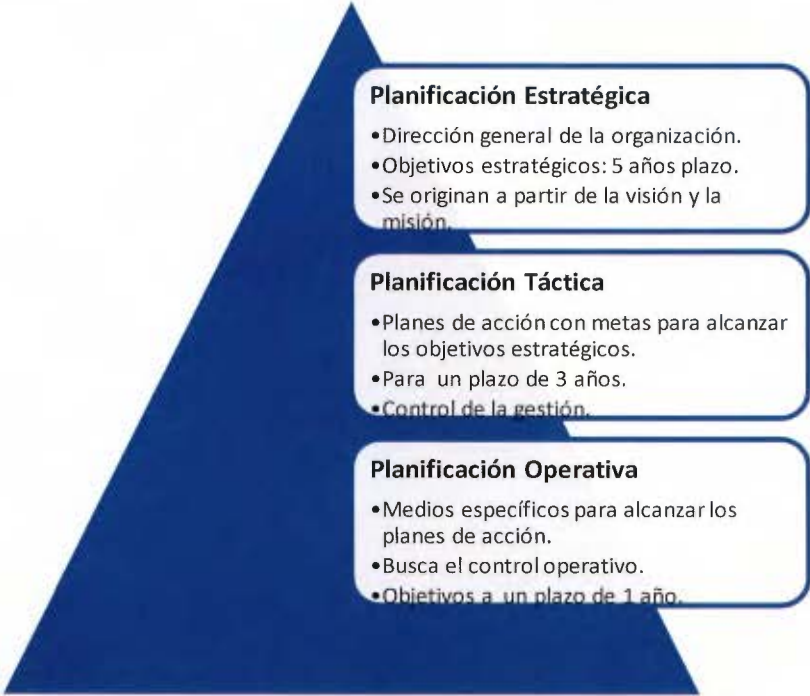 Planificación Estratégica
•Dirección general de la organización.
•Objetivos estratégicos: 5 años plazo.
•Se originan a partir de la visión y la
misión.
Planificación Táctica
•Planes de acción con metas para alcanzar
los objetivos estratégicos.
•Para un plazo de 3 años.
•Control de la gestión.
Planificación Operativa
•Medios específicos para alcanzar los
planes de acción.
•Busca el control operativo.
•Objetivos a un plazo de 1 año.